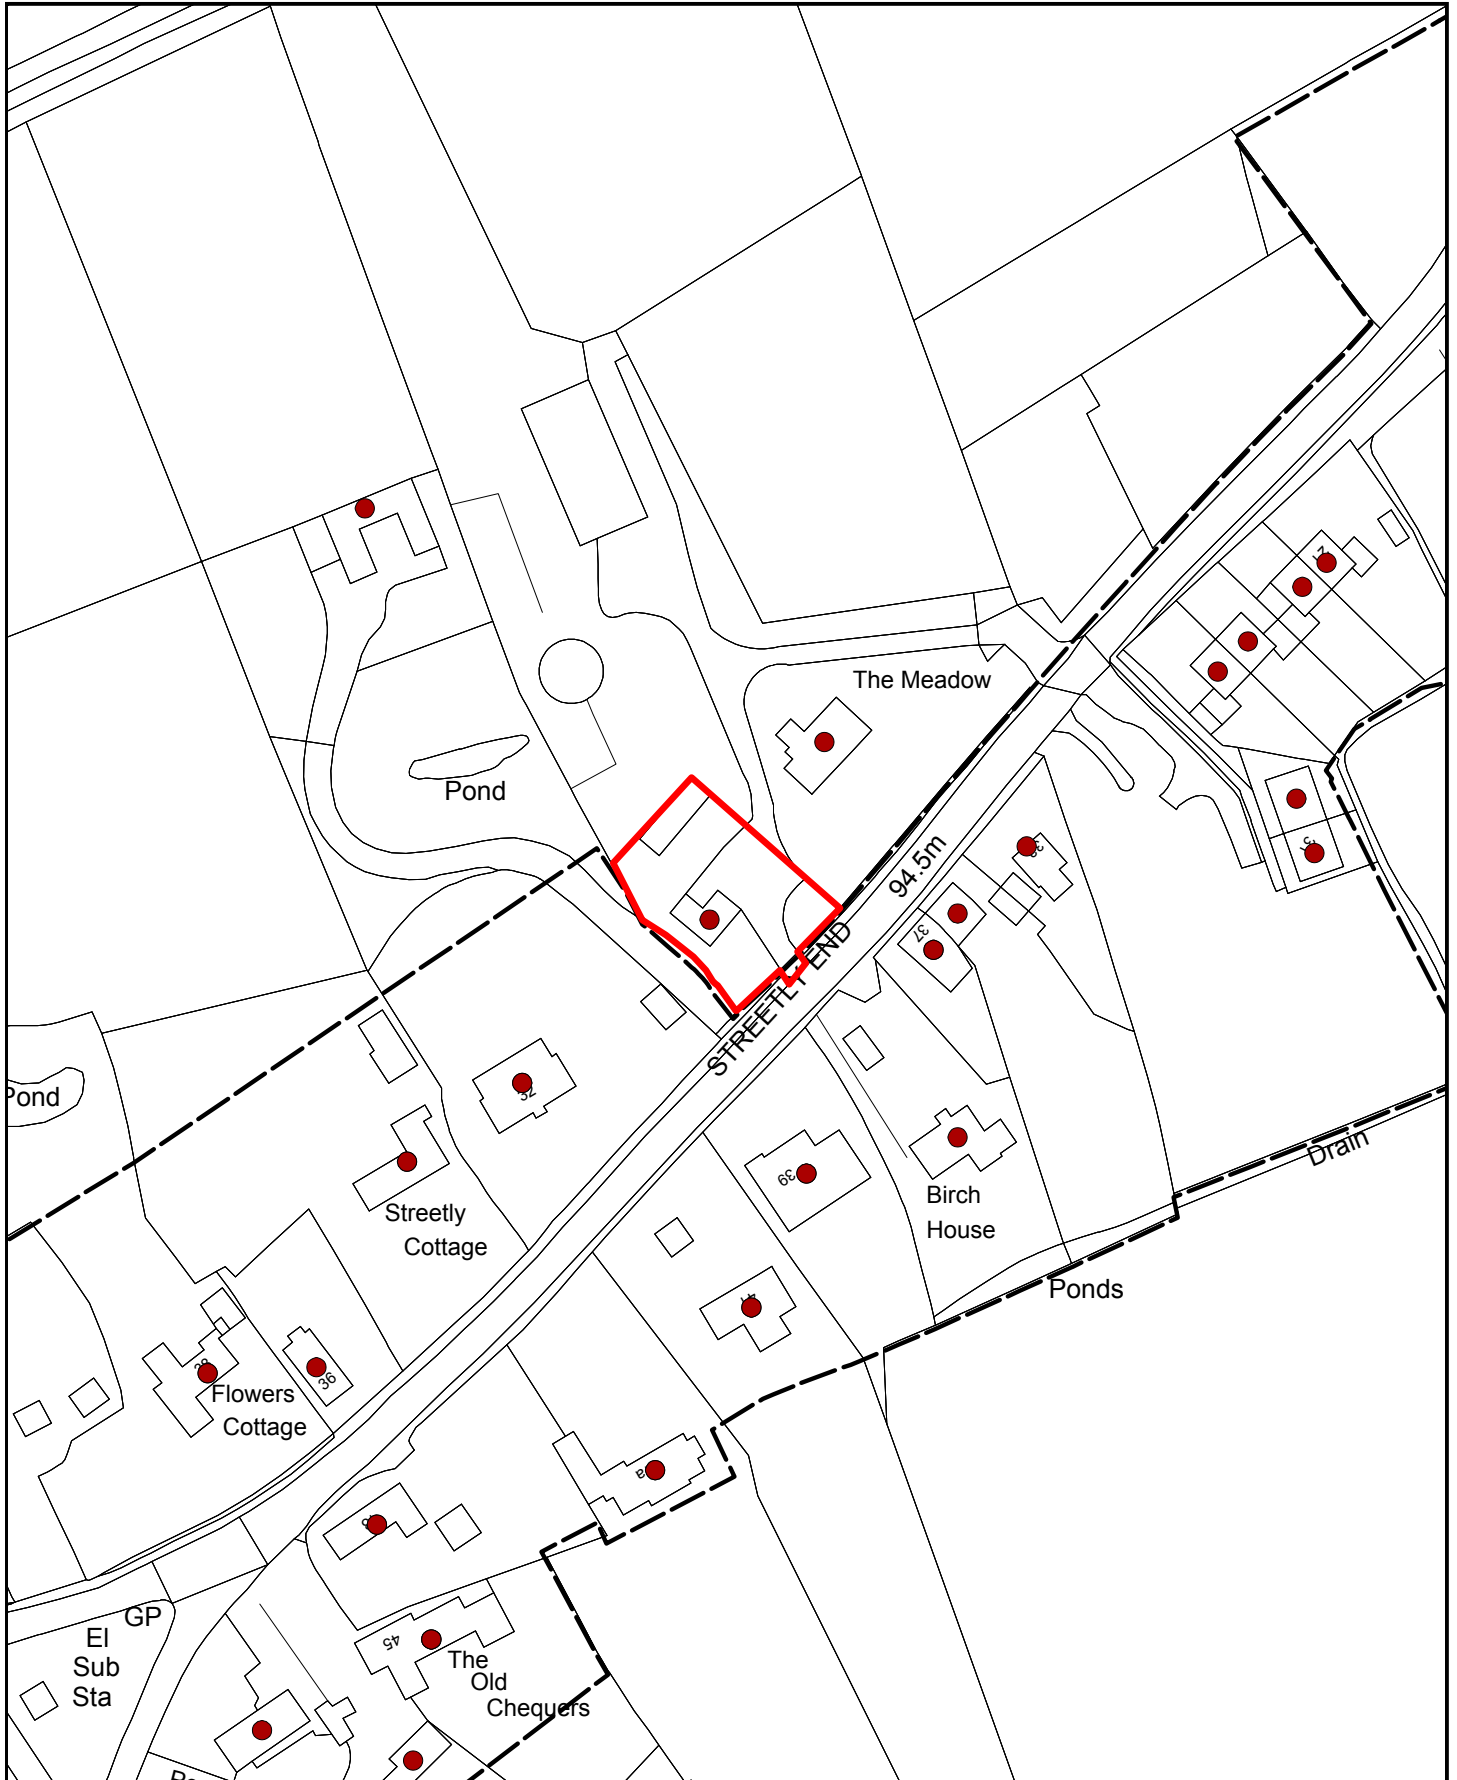 The Meadow
Pond
94.5m
37
STREETLY END
Pond
32
39
Drain
Streetly
Cottage
Birch
House
Ponds
36
Flowers
Cottage
GP
El
Sub
Sta
45
The
Old
Chequers